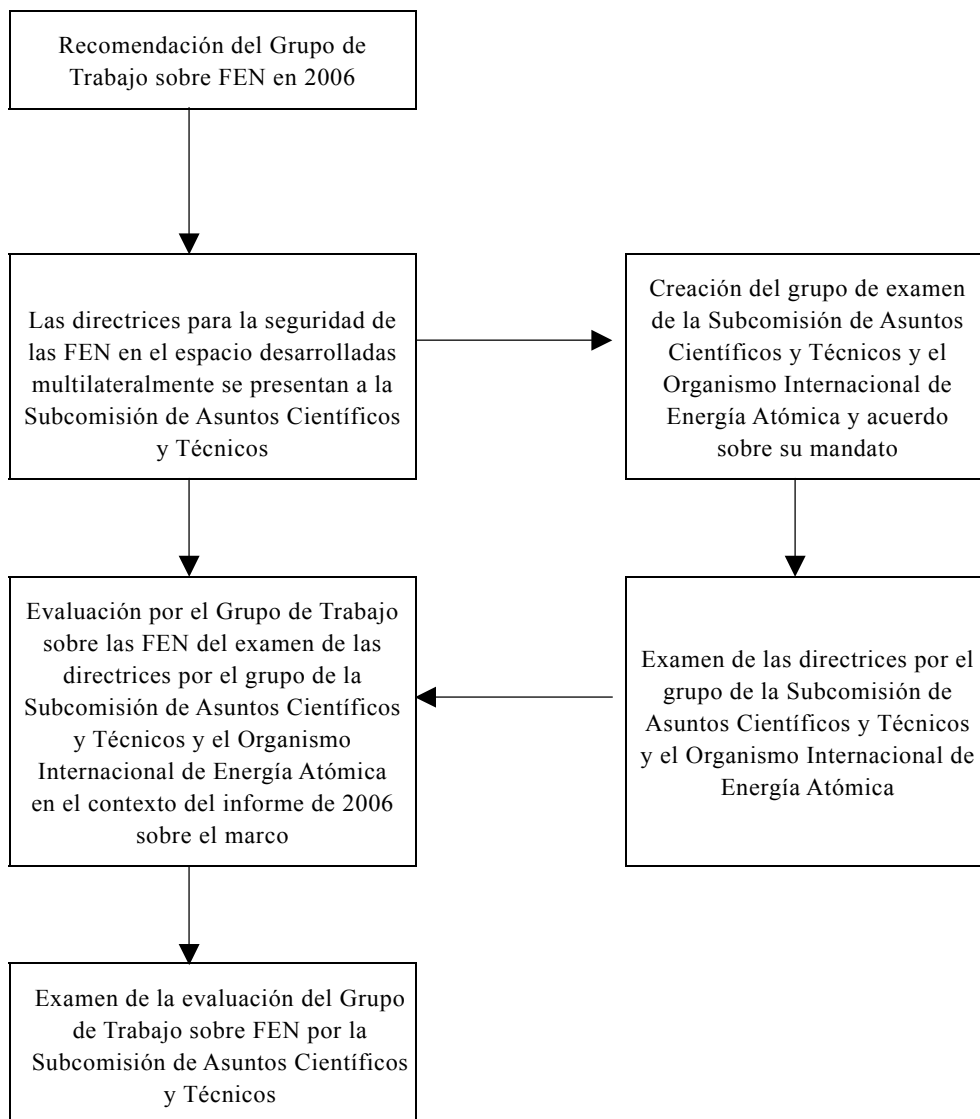 Recomendación del Grupo de
Trabajo sobre FEN en 2006
Las directrices para la seguridad de
las FEN en el espacio desarrolladas
multilateralmente se presentan a la
Subcomisión de Asuntos Científicos
y Técnicos
Creación del grupo de examen
de la Subcomisión de Asuntos
Científicos y Técnicos y el
Organismo Internacional de
Energía Atómica y acuerdo
sobre su mandato
Evaluación por el Grupo de Trabajo
sobre las FEN del examen de las
directrices por el grupo de la
Subcomisión de Asuntos Científicos
y Técnicos y el Organismo
Internacional de Energía Atómica
en el contexto del informe de 2006
sobre el marco
Examen de las directrices por el
grupo de la Subcomisión de
Asuntos Científicos y Técnicos
y el Organismo Internacional de
Energía Atómica
Examen de la evaluación del Grupo
de Trabajo sobre FEN por la
Subcomisión de Asuntos Científicos
y Técnicos